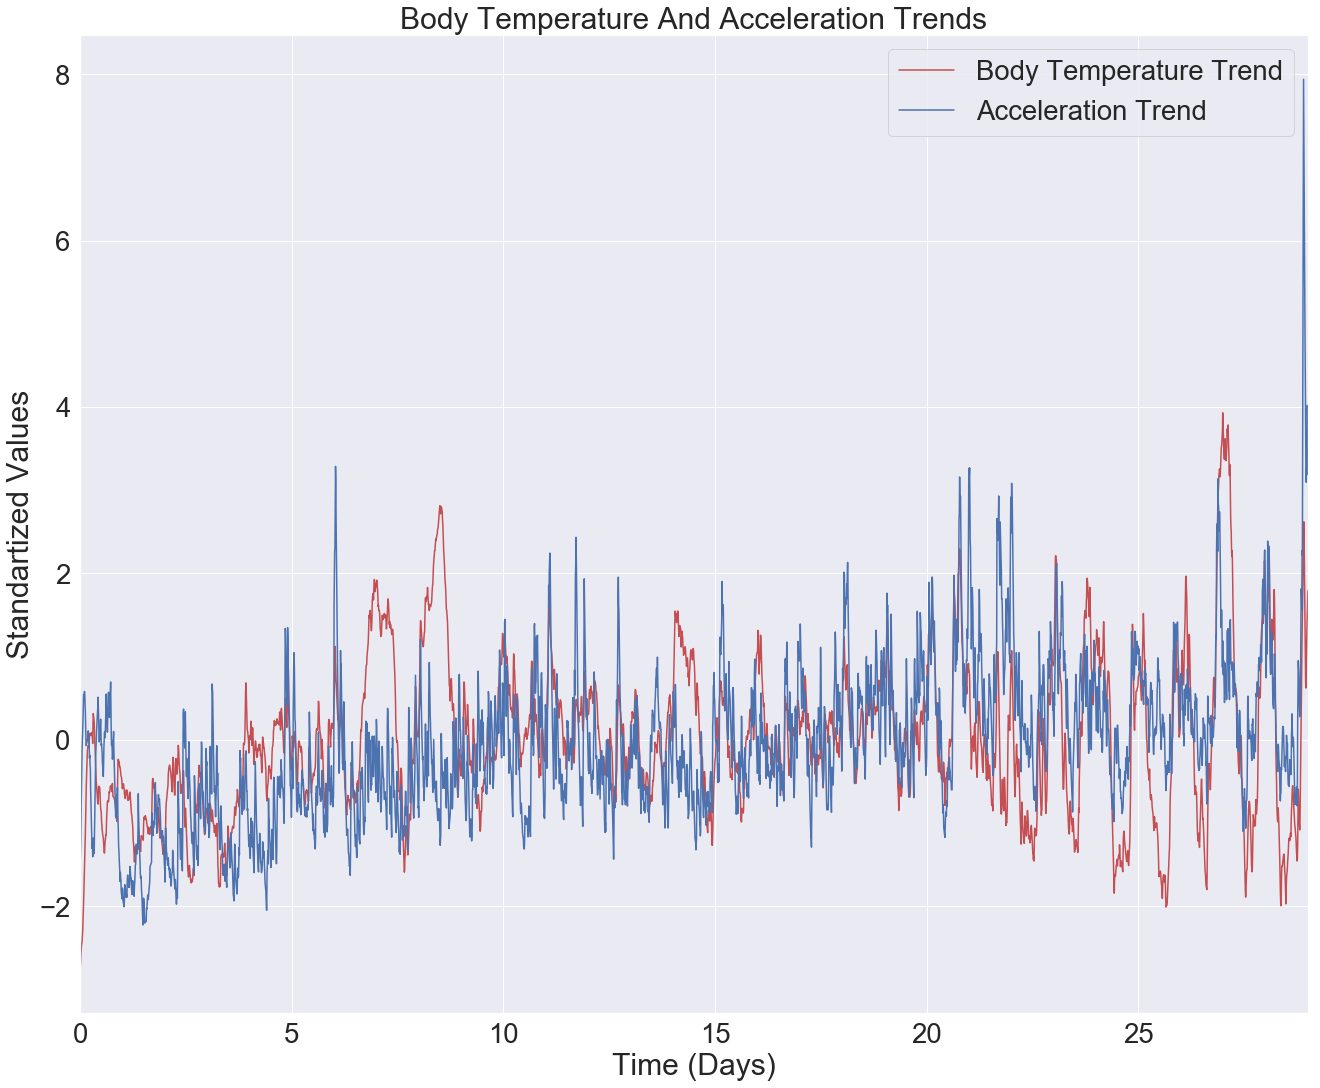 Body Temperature And Acceleration Trends
Body Temperature Trend
Acceleration Trend
8
6
4
2
0
−2
Standartized Values
0 5 10 15 20 25
Time (Days)